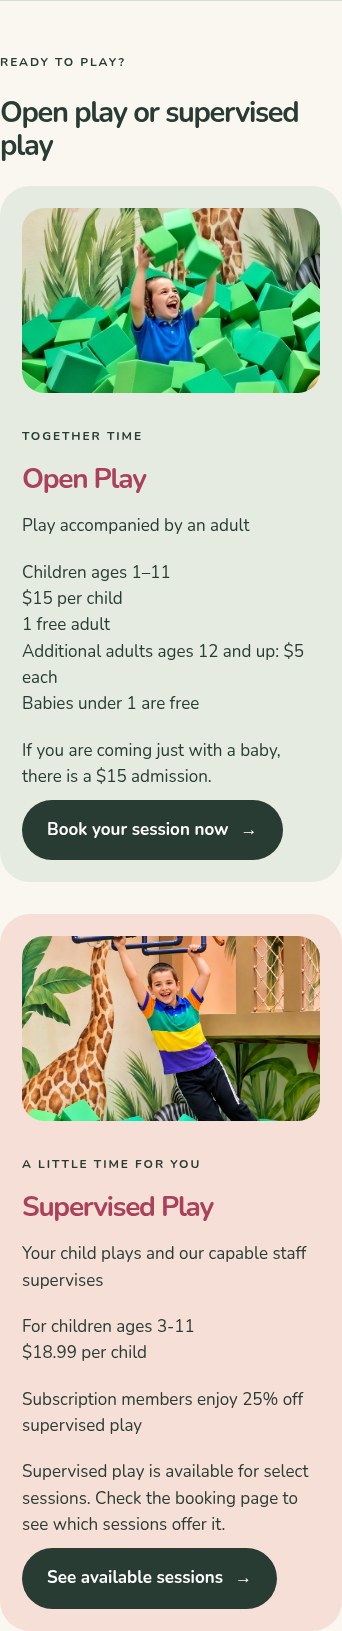 READY TO PLAY?
Open play or supervised
play
TOGETHER TIME
Open Play
Play accompanied by an adult
Children ages 1–11
$15 per child
1 free adult
Additional adults ages 12 and up: $5
each
Babies under 1 are free
If you are coming just with a baby,
there is a $15 admission.
Book your session now →
A LITTLE TIME FOR YOU
Supervised Play
Your child plays and our capable staff
supervises
For children ages 3-11
$18.99 per child
Subscription members enjoy 25% off
supervised play
Supervised play is available for select
sessions. Check the booking page to
see which sessions offer it.
See available sessions →